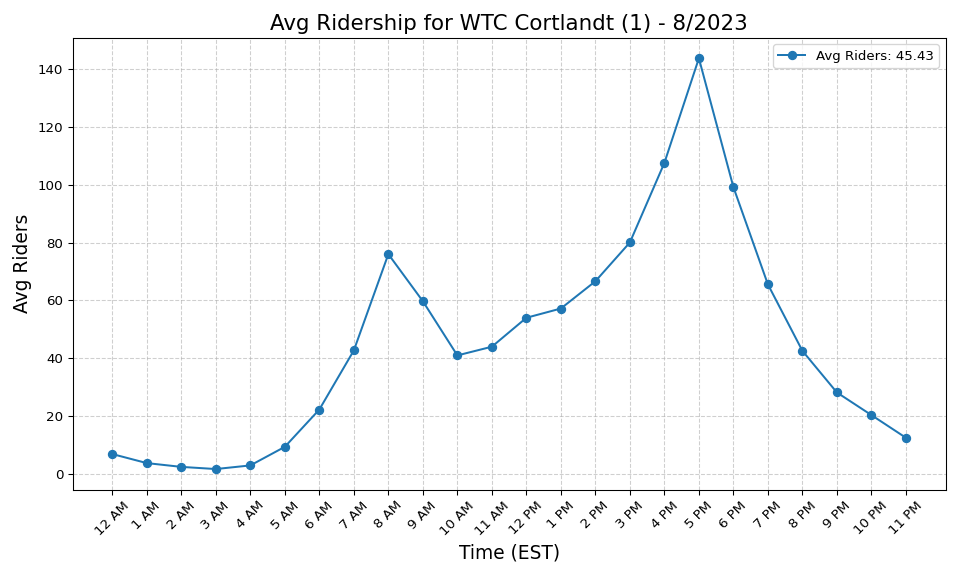 Avg Ridership for WTC Cortlandt (1) - 8/2023
Avg Riders: 45.43
Avg Riders
140
120
100
80
60
40
20
0
12 AM
1 AM
2 AM
3 AM
4 AM
5 AM
6 AM
7 AM
8 AM
9 AM
10 AM
11 AM
12 PM
1 PM
2 PM
3 PM
4 PM
5 PM
6 PM
7 PM
8 PM
9 PM
10 PM
11 PM
Time (EST)